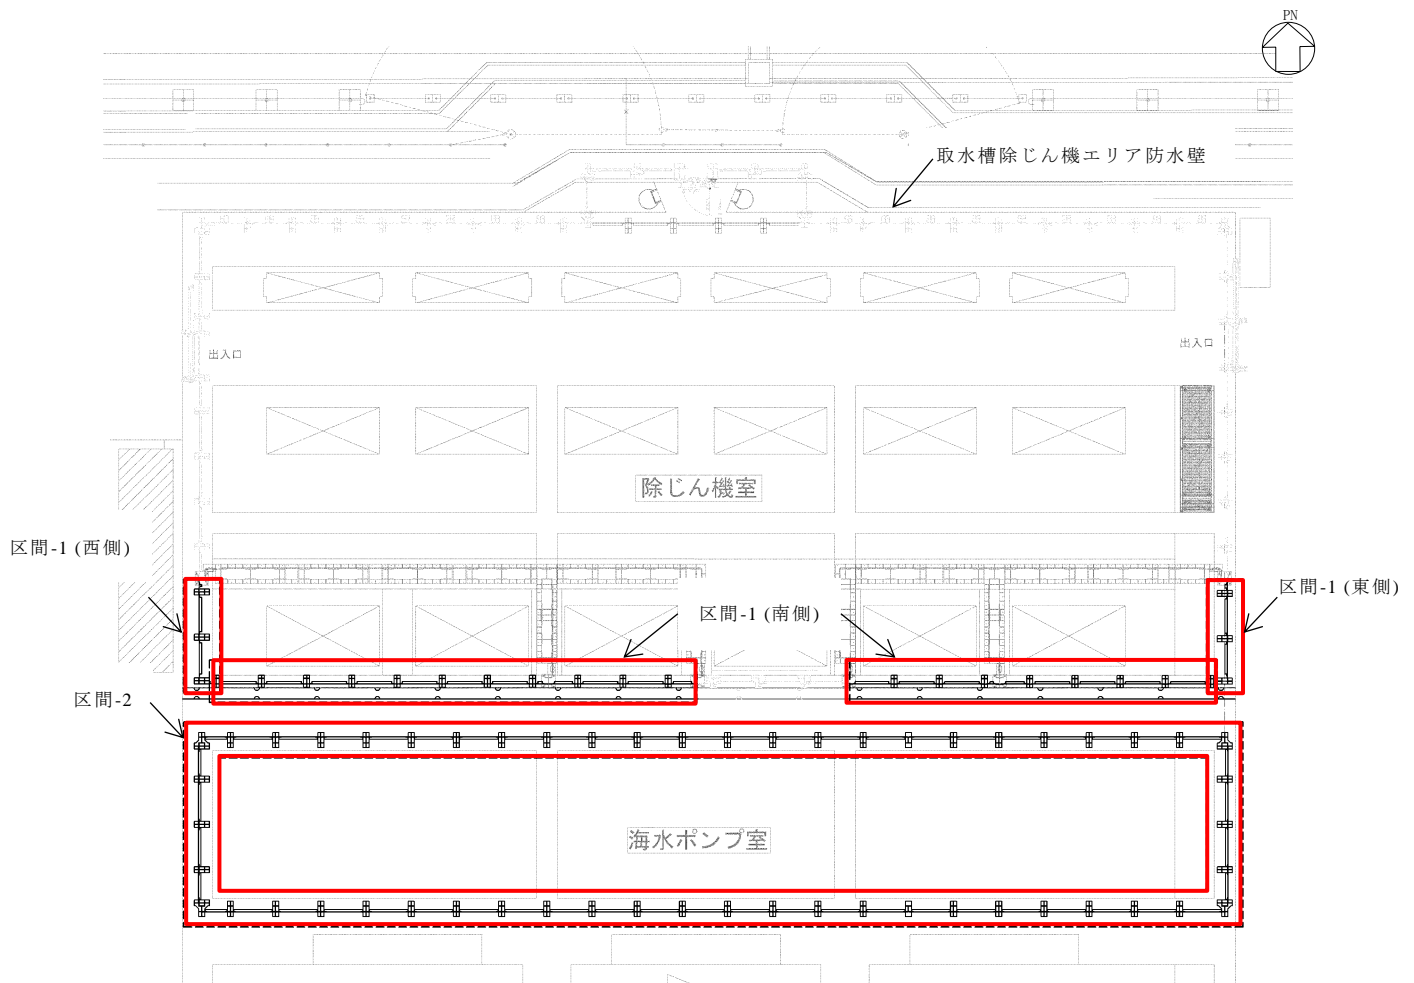 PN
取水槽除じん機エリア防水壁
出入口
出入口
除じん機室
区間-1 (西側)
区間-1 (南側)
区間-1 (東側)
区間-2
海水ポンプ室